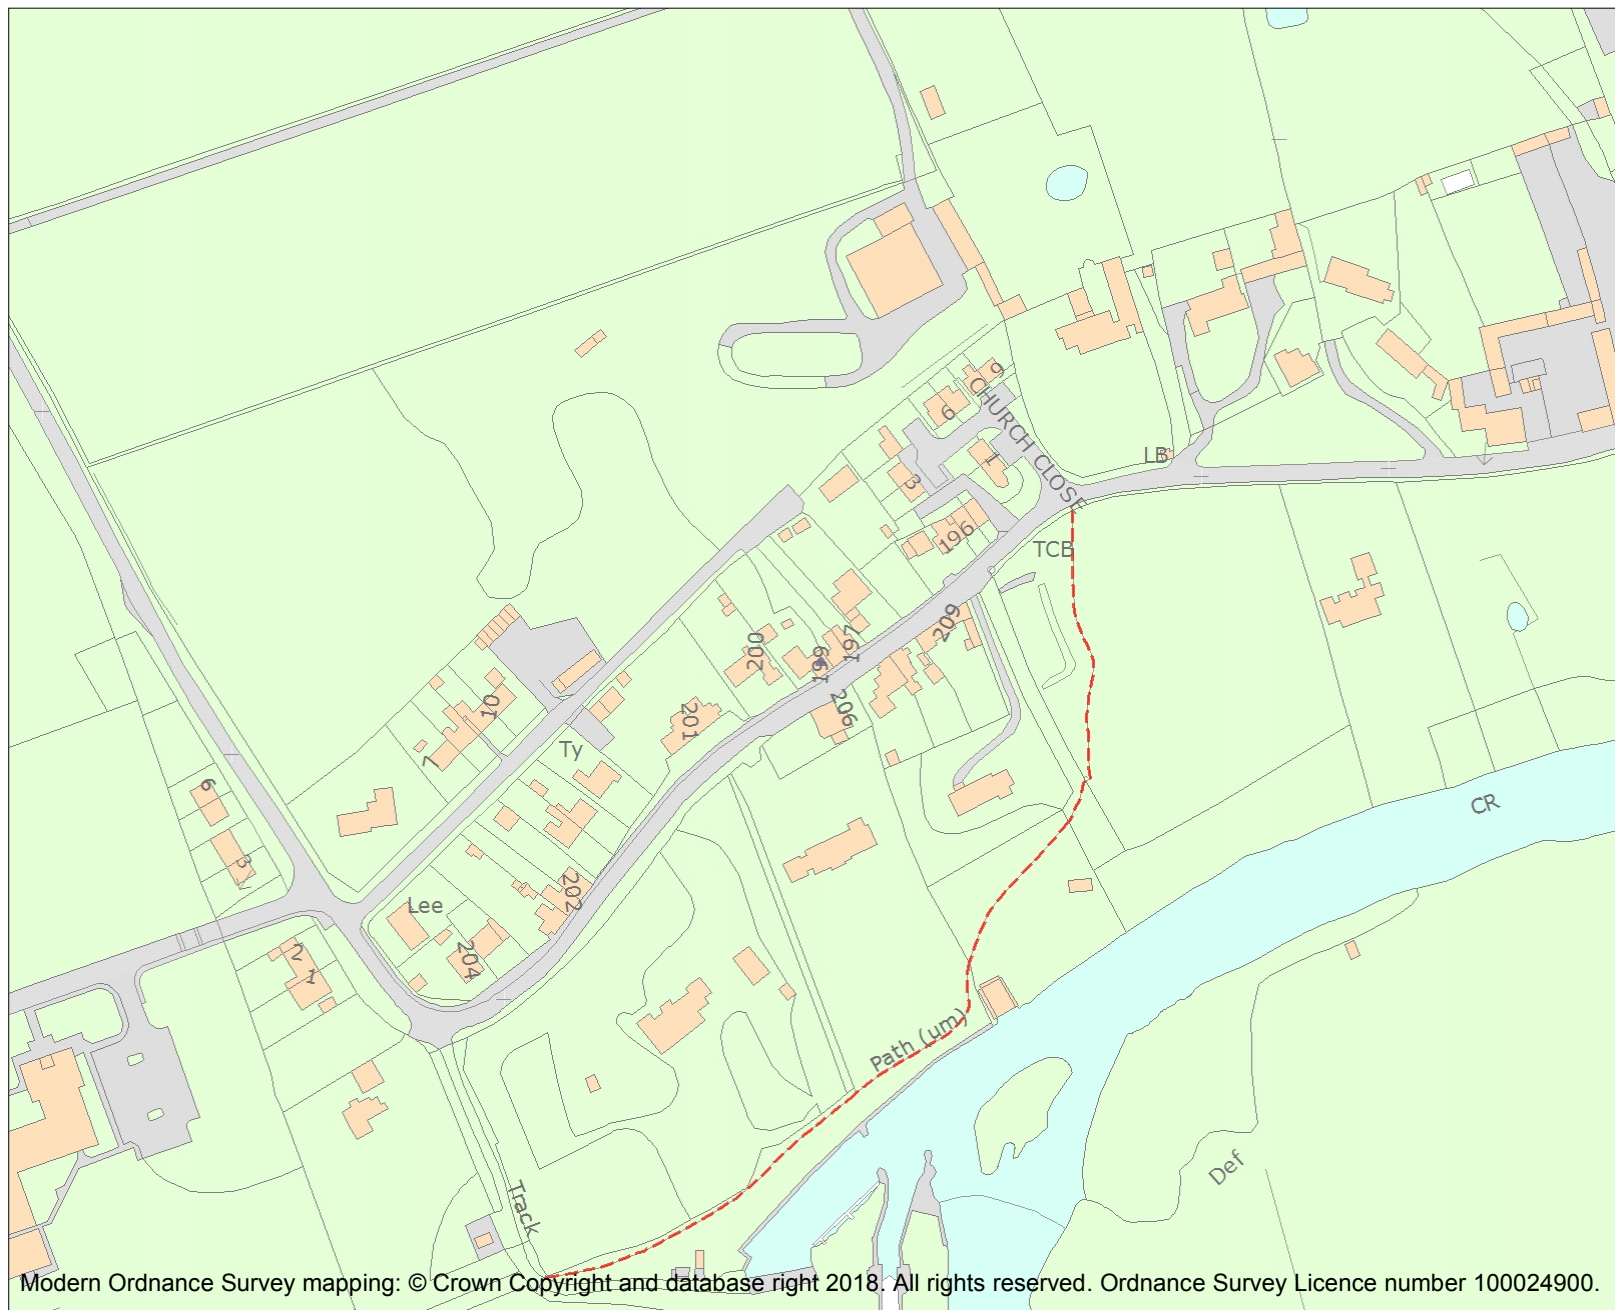 9
6
CHURCH CLOSE
1
3
LB
196
TCB
209
197
200
199
206
10
201
7
Ty
CR
6
3
202
Lee
204
2
1
Path (um)
Def
Track
Modern Ordnance Survey mapping: © Crown Copyright and database right 2018. All rights reserved. Ordnance Survey Licence number 100024900.